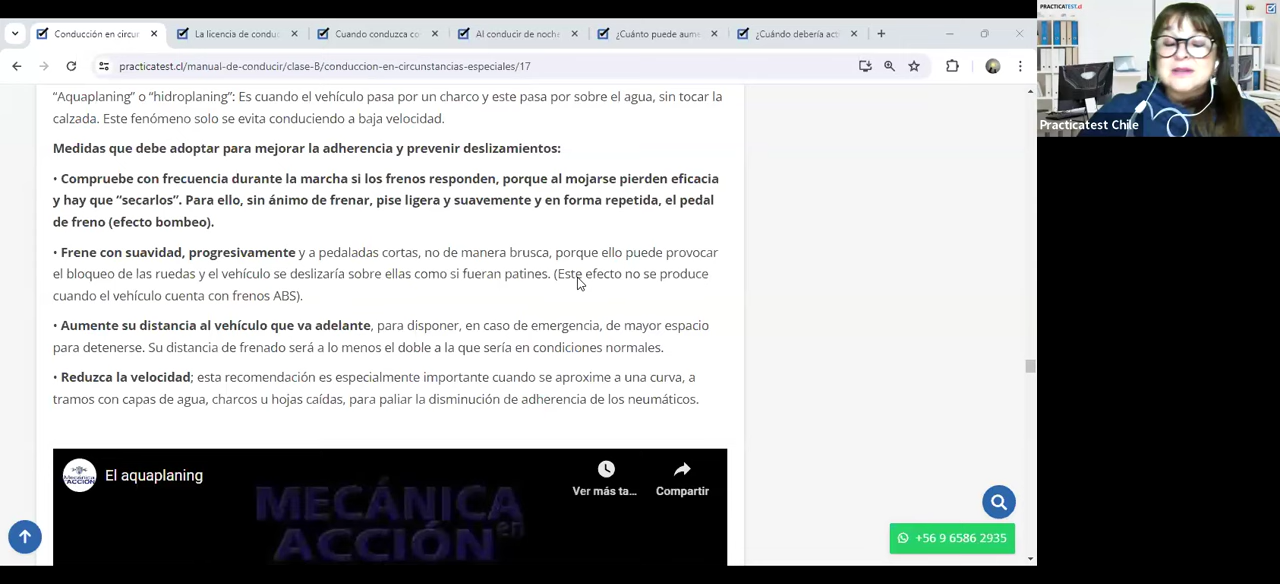 Conducción en circur
La licencia de conduc
Cuando conduzca co
Al conducir de noche
¿Cuánto puede aume
¿Cuándo debería act
practicatest.cl/manual-de-conducir/clase-B/conduccion-en-circunstancias-especiales/17
PRACTICATEST.cl
Practicatest Chile
“Aquaplaning” o “hidroplaning”: Es cuando el vehículo pasa por un charco y este pasa por sobre el agua, sin tocar la
calzada. Este fenómeno solo se evita conduciendo a baja velocidad.
Medidas que debe adoptar para mejorar la adherencia y prevenir deslizamientos:
• Compruebe con frecuencia durante la marcha si los frenos responden, porque al mojarse pierden eficacia
y hay que “secarlos”. Para ello, sin ánimo de frenar, pise ligera y suavemente y en forma repetida, el pedal
de freno (efecto bombeo).
• Frene con suavidad, progresivamente y a pedaladas cortas, no de manera brusca, porque ello puede provocar
el bloqueo de las ruedas y el vehículo se deslizaría sobre ellas como si fueran patines. (Este efecto no se produce
cuando el vehículo cuenta con frenos ABS).
• Aumente su distancia al vehículo que va adelante, para disponer, en caso de emergencia, de mayor espacio
para detenerse. Su distancia de frenado será a lo menos el doble a la que sería en condiciones normales.
• Reduzca la velocidad; esta recomendación es especialmente importante cuando se aproxime a una curva, a
tramos con capas de agua, charcos u hojas caídas, para paliar la disminución de adherencia de los neumáticos.
El aquaplaning
Ver más ta...
Compartir
MECÁNICA
en
ACCIÓN
+56 9 6586 2935